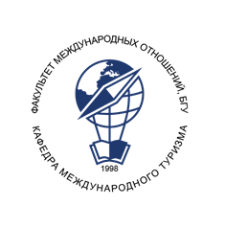 ФАКУЛЬТЕТ МЕЖДУНАРОДНЫХ ОТНОШЕНИЙ, БГУ
1998
КАФЕДРА МЕЖДУНАРОДНОГО ТУРИЗМА